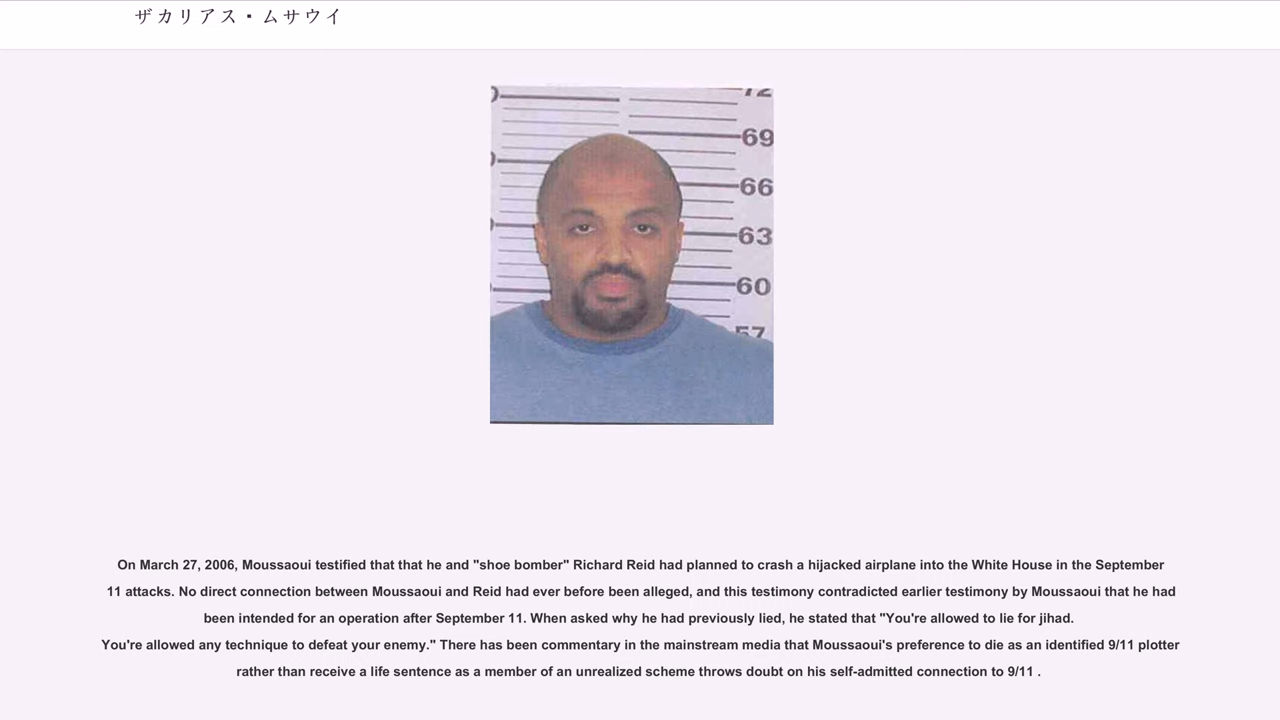 ザカリアス・ムサウイ
72
69
66
63
60
57
On March 27, 2006, Moussaoui testified that that he and "shoe bomber" Richard Reid had planned to crash a hijacked airplane into the White House in the September
11 attacks. No direct connection between Moussaoui and Reid had ever before been alleged, and this testimony contradicted earlier testimony by Moussaoui that he had
been intended for an operation after September 11. When asked why he had previously lied, he stated that "You're allowed to lie for jihad.
You're allowed any technique to defeat your enemy." There has been commentary in the mainstream media that Moussaoui's preference to die as an identified 9/11 plotter
rather than receive a life sentence as a member of an unrealized scheme throws doubt on his self-admitted connection to 9/11 .